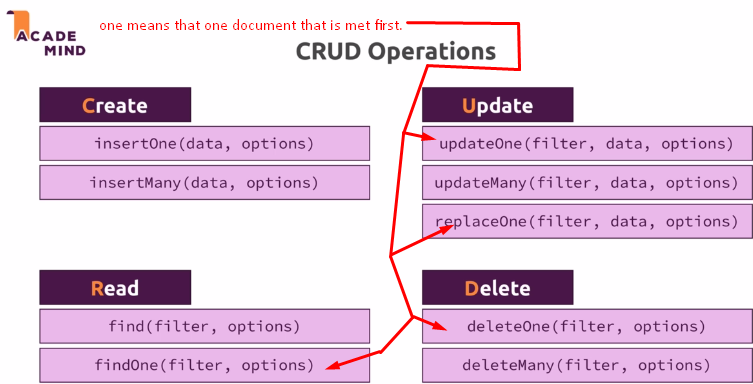 ACADE
MIND
one means that one document that is met first.
CRUD Operations
Create
insertOne(data, options)
insertMany(data, options)
Update
updateOne(filter, data, options)
updateMany(filter, data, options)
replaceOne(filter, data, options)
Read
find(filter, options)
findOne(filter, options)
Delete
deleteOne(filter, options)
deleteMany(filter, options)